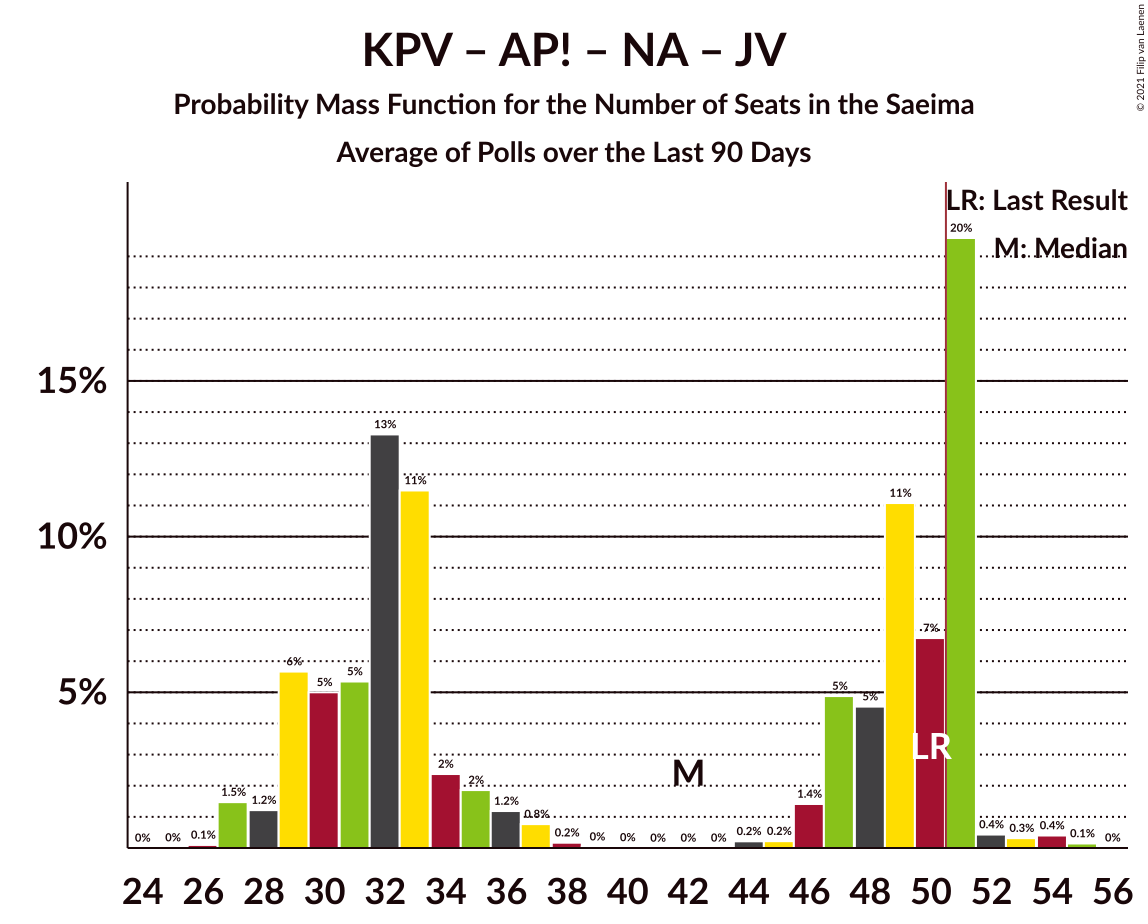 KPV – AP! – NA – JV
Probability Mass Function for the Number of Seats in the Saeima
Average of Polls over the Last 90 Days
© 2021 Filip van Laenen
LR: Last Result
M: Median
15%
10%
5%
0% 0% 0.1% 1.5% 1.2% 6% 5% 5% 13% 11% 2% 2% 1.2% 0.8% 0.2% 0% 0% 0% 0% 0% 0.2% 0.2% 1.4% 5% 5% 11% 7% 20% 0.4% 0.3% 0.4% 0.1% 0%
M
LR
24 26 28 30 32 34 36 38 40 42 44 46 48 50 52 54 56